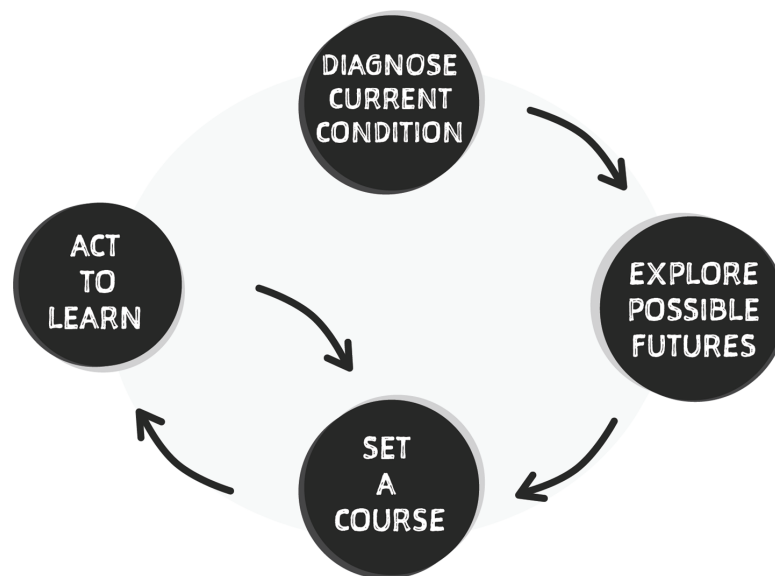 DIAGNOSE
CURRENT
CONDITION
EXPLORE
POSSIBLE
FUTURES
SET
A
COURSE
ACT
TO
LEARN